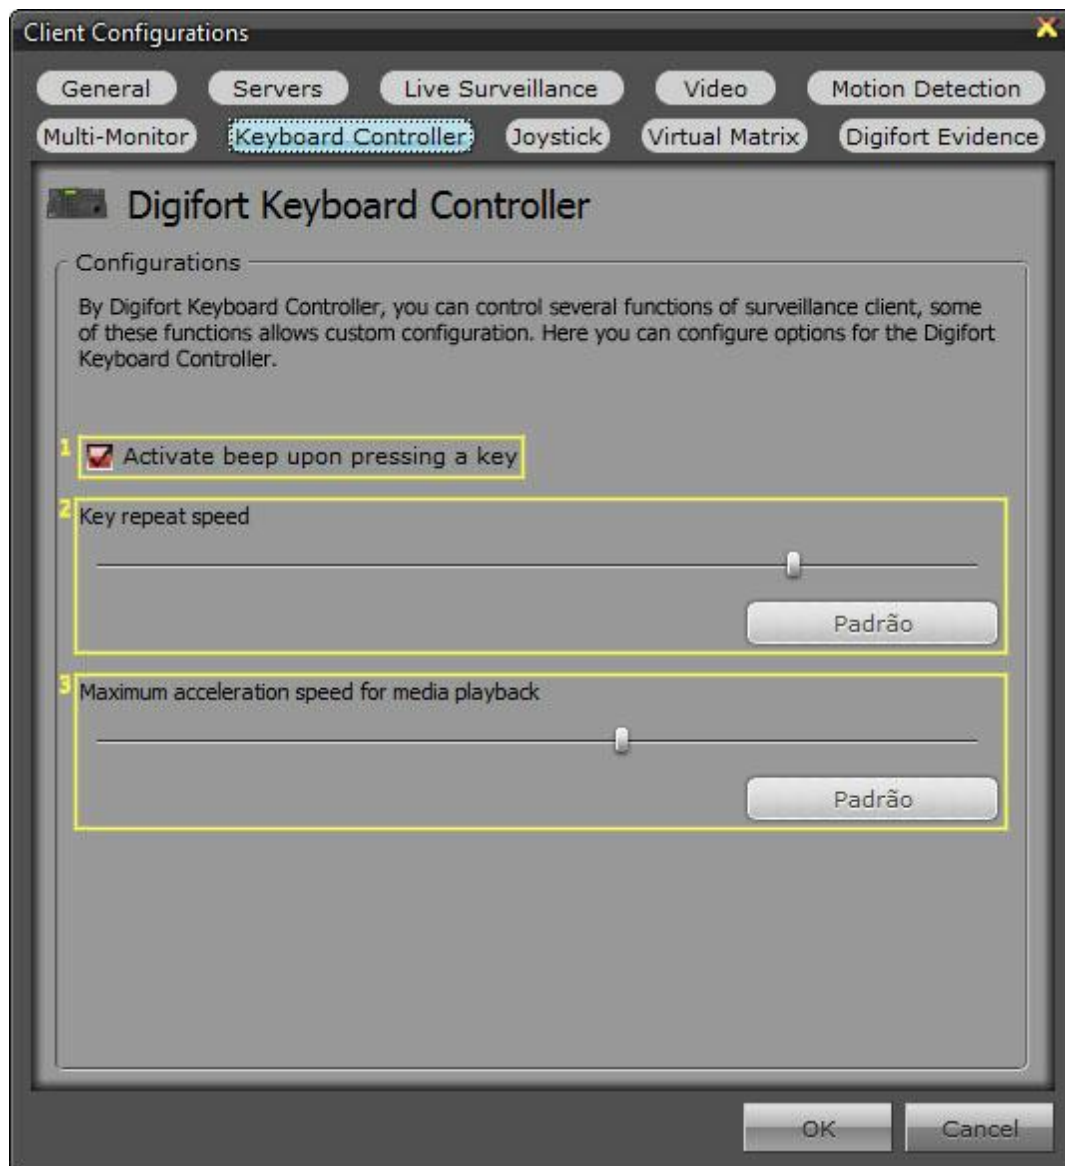 Client Configurations
General Servers Live Surveillance Video Motion Detection
Multi-Monitor Keyboard Controller Joystick Virtual Matrix Digifort Evidence
Digifort Keyboard Controller
Configurations
By Digifort Keyboard Controller, you can control several functions of surveillance client, some
of these functions allows custom configuration. Here you can configure options for the Digifort
Keyboard Controller.
1 Activate beep upon pressing a key
2 Key repeat speed
Padrão
3 Maximum acceleration speed for media playback
Padrão
OK Cancel